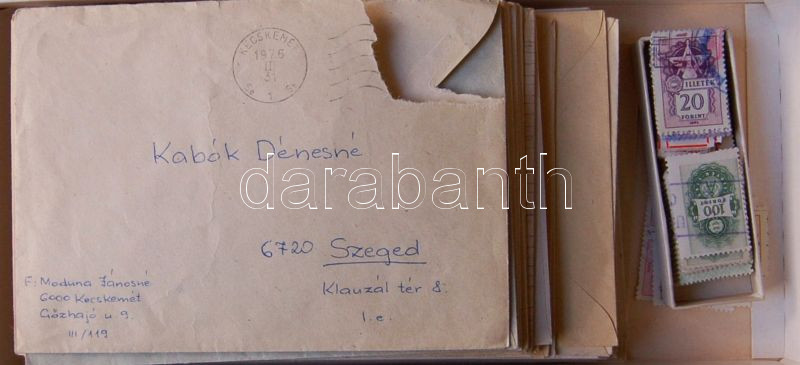 KECSKEMÉT
1976
Kabók Dénesné
darabanth
6720 Szeged
Klauzál tér 8.
I.e.
F: Moduna Jánosné
6000 Kecskemét
Gőzhajó u 9.
III/119
ILLETÉK
20
FORINT
100
FORINT